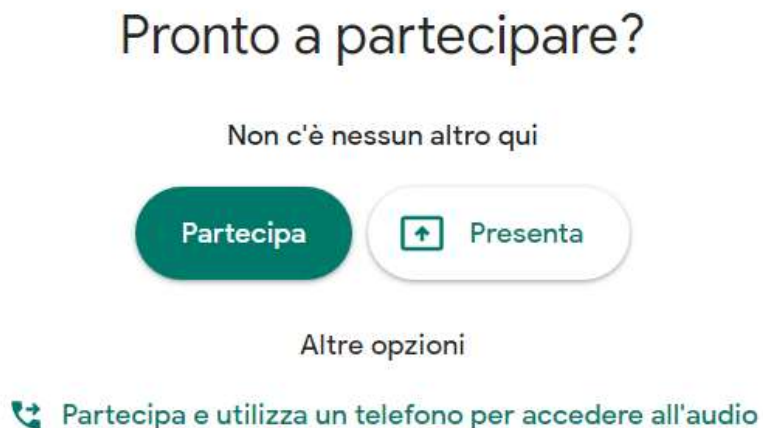 Pronto a partecipare?
Non c'è nessun altro qui
Partecipa
Presenta
Altre opzioni
Partecipa e utilizza un telefono per accedere all'audio